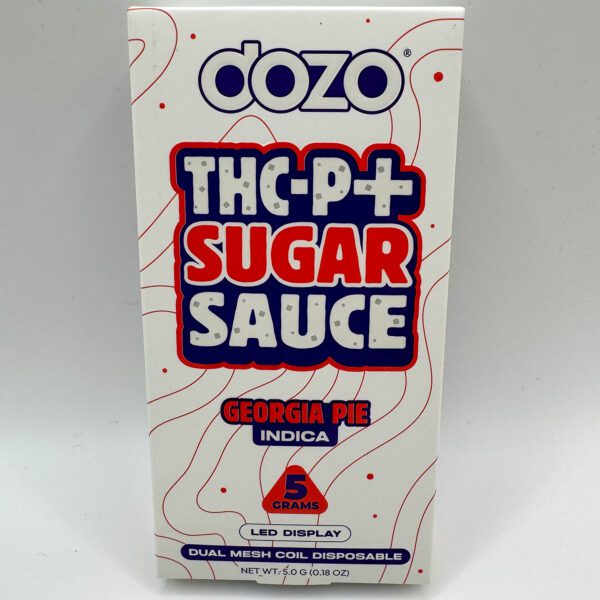 dozo®
THC-P+
SUGAR
SAUCE
GEORGIA PIE
INDICA
5
GRAMS
LED DISPLAY
DUAL MESH COIL DISPOSABLE
NET WT. 5.0 G (0.18 OZ)